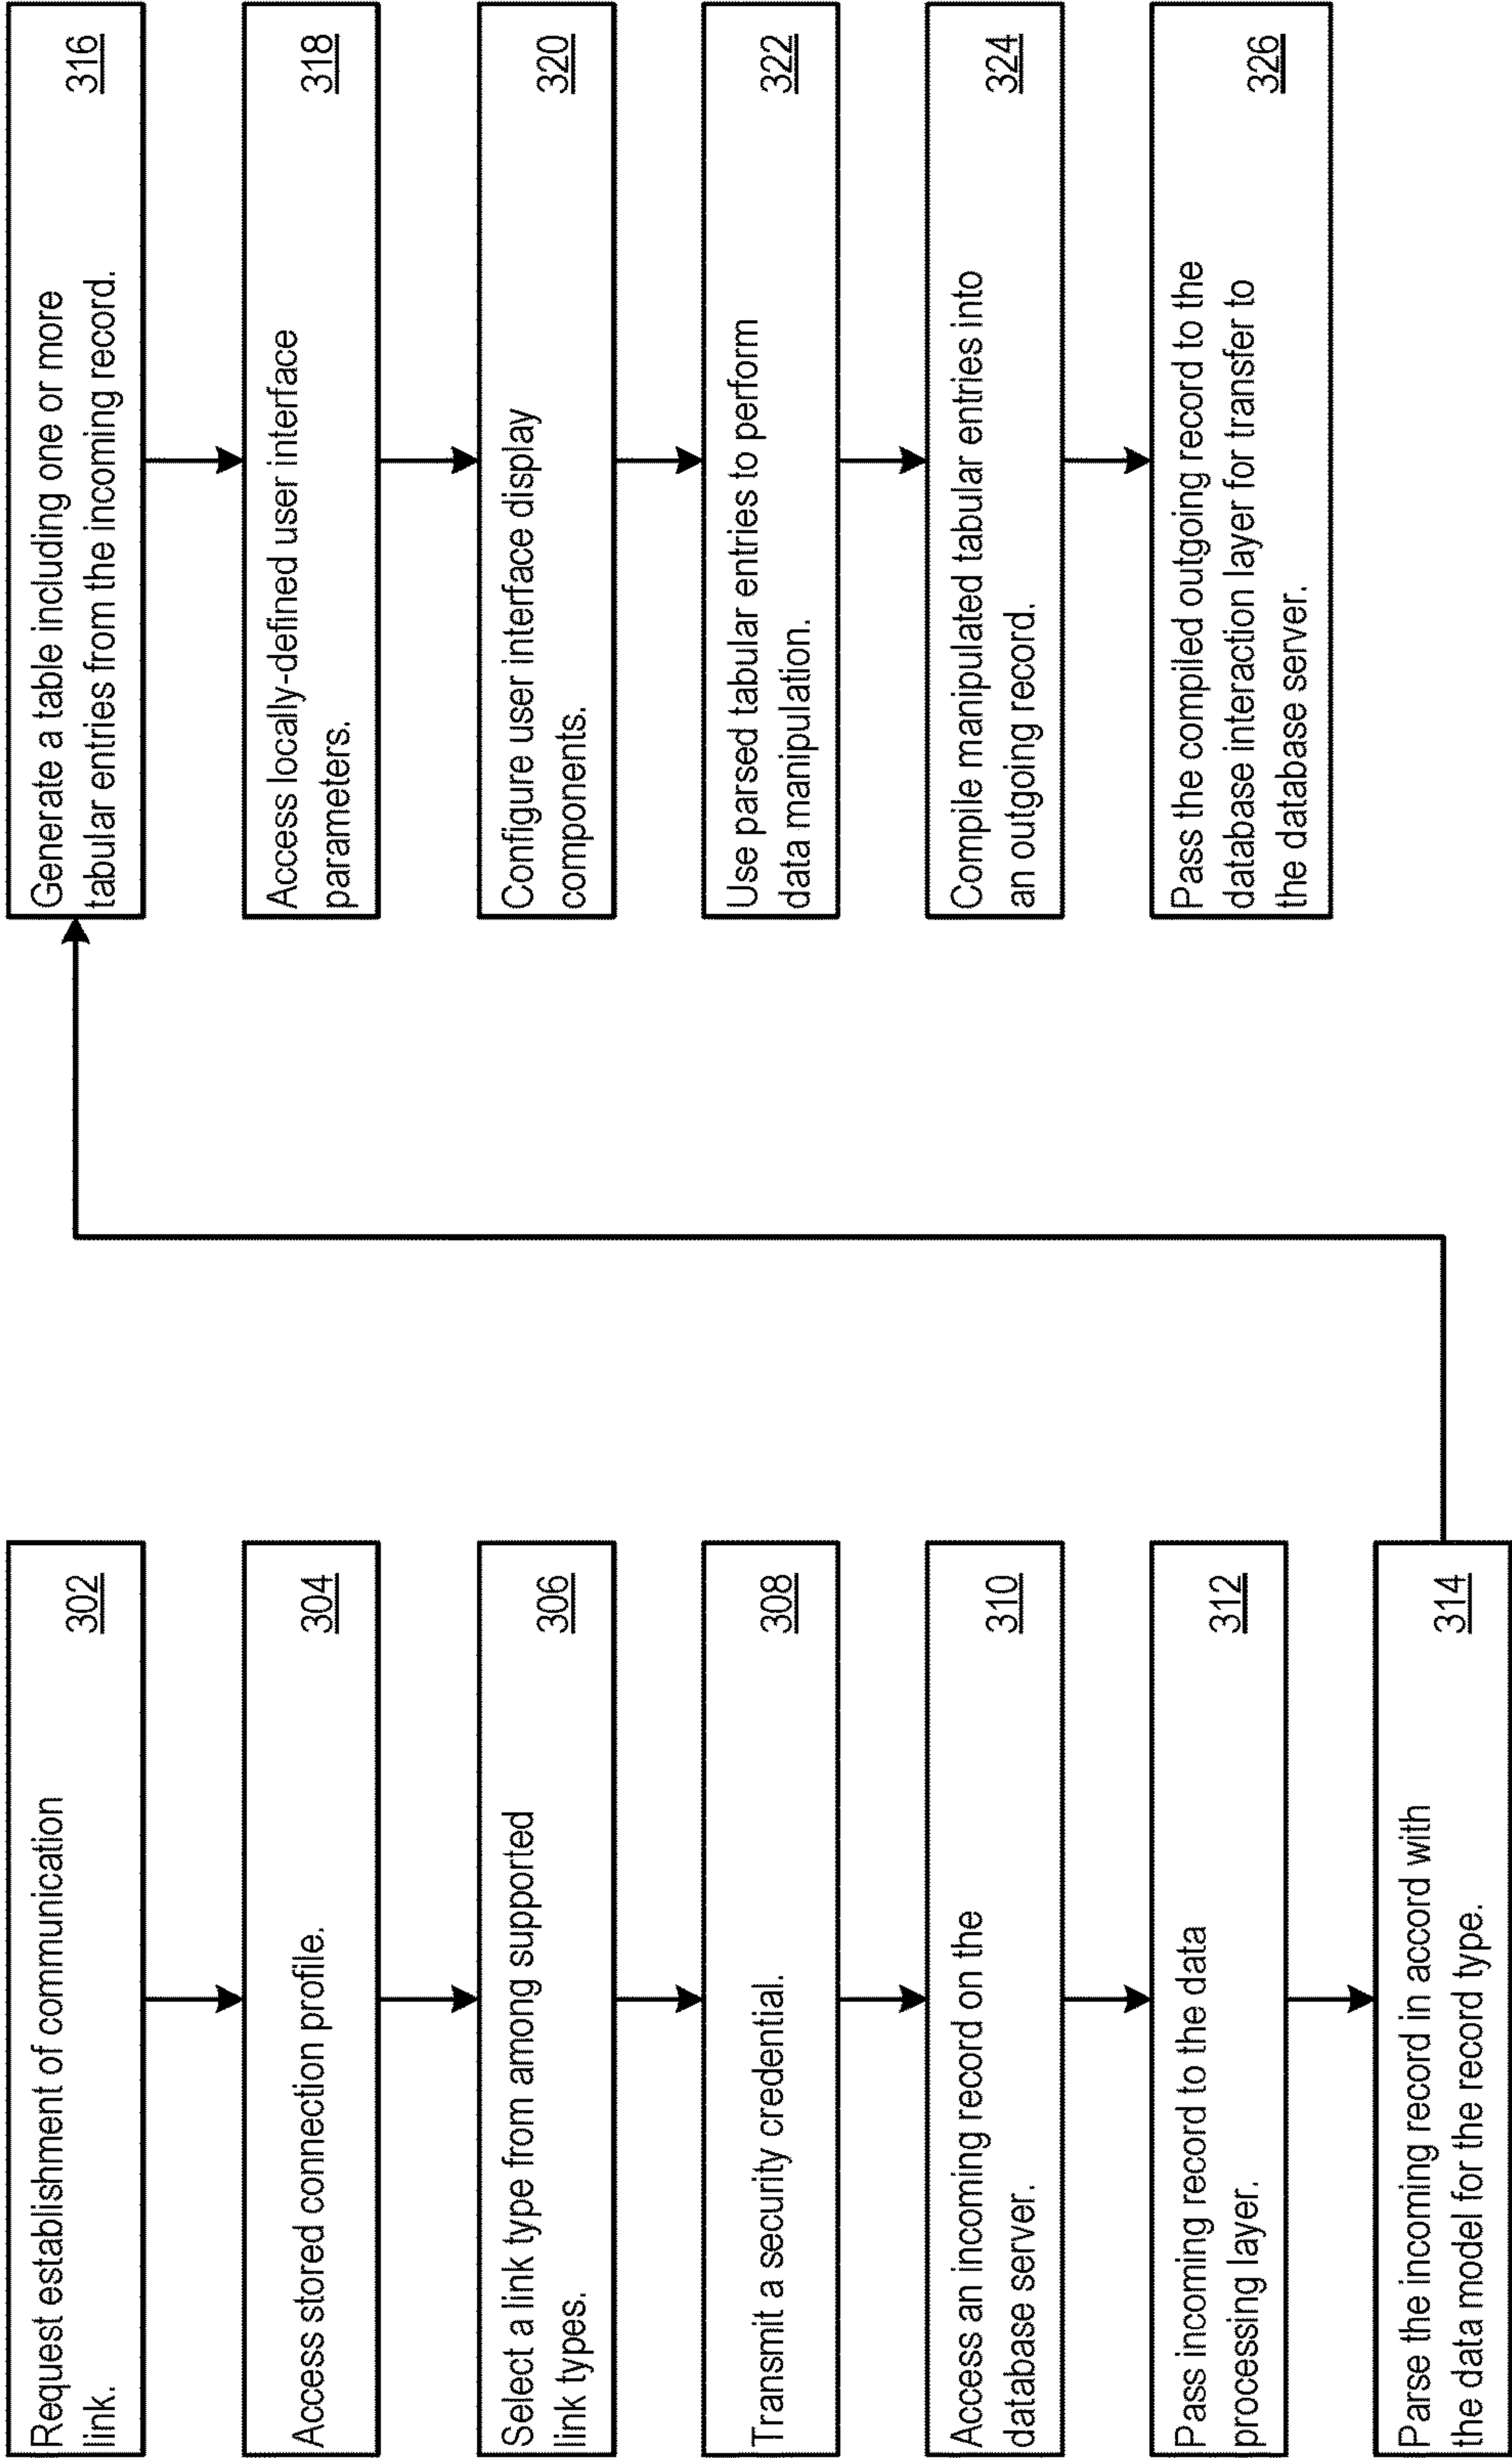 Request establishment of communication
link.
302
Access stored connection profile.
304
Select a link type from among supported
link types.
306
Transmit a security credential.
308
Access an incoming record on the
database server.
310
Pass incoming record to the data
processing layer.
312
Parse the incoming record in accord with
the data model for the record type.
314
Generate a table including one or more
tabular entries from the incoming record.
316
Access locally-defined user interface
parameters.
318
Configure user interface display
components.
320
Use parsed tabular entries to perform
data manipulation.
322
Compile manipulated tabular entries into
an outgoing record.
324
Pass the compiled outgoing record to the
database interaction layer for transfer to
the database server.
326